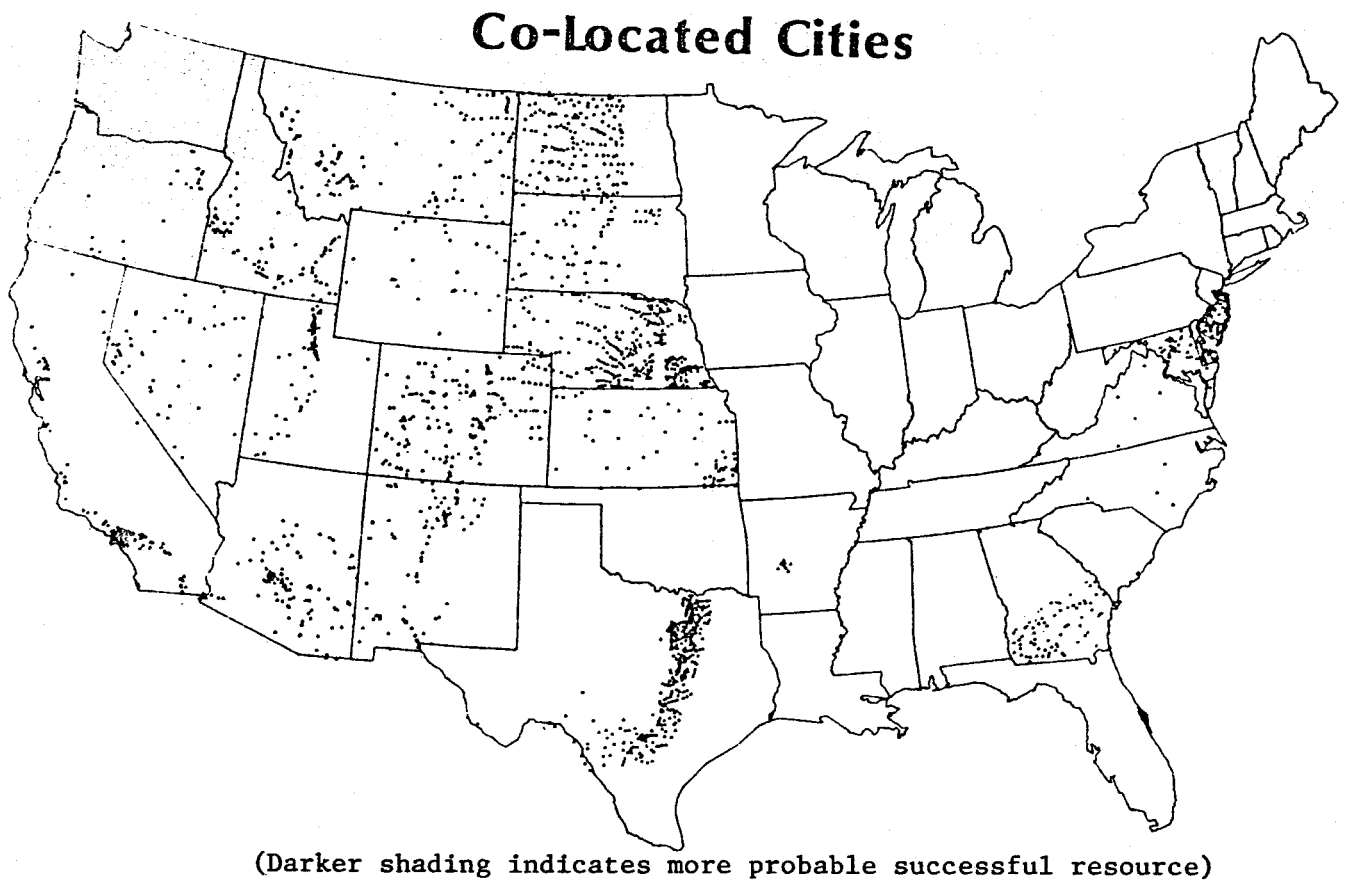 Co-Located Cities
(Darker shading indicates more probable successful resource)